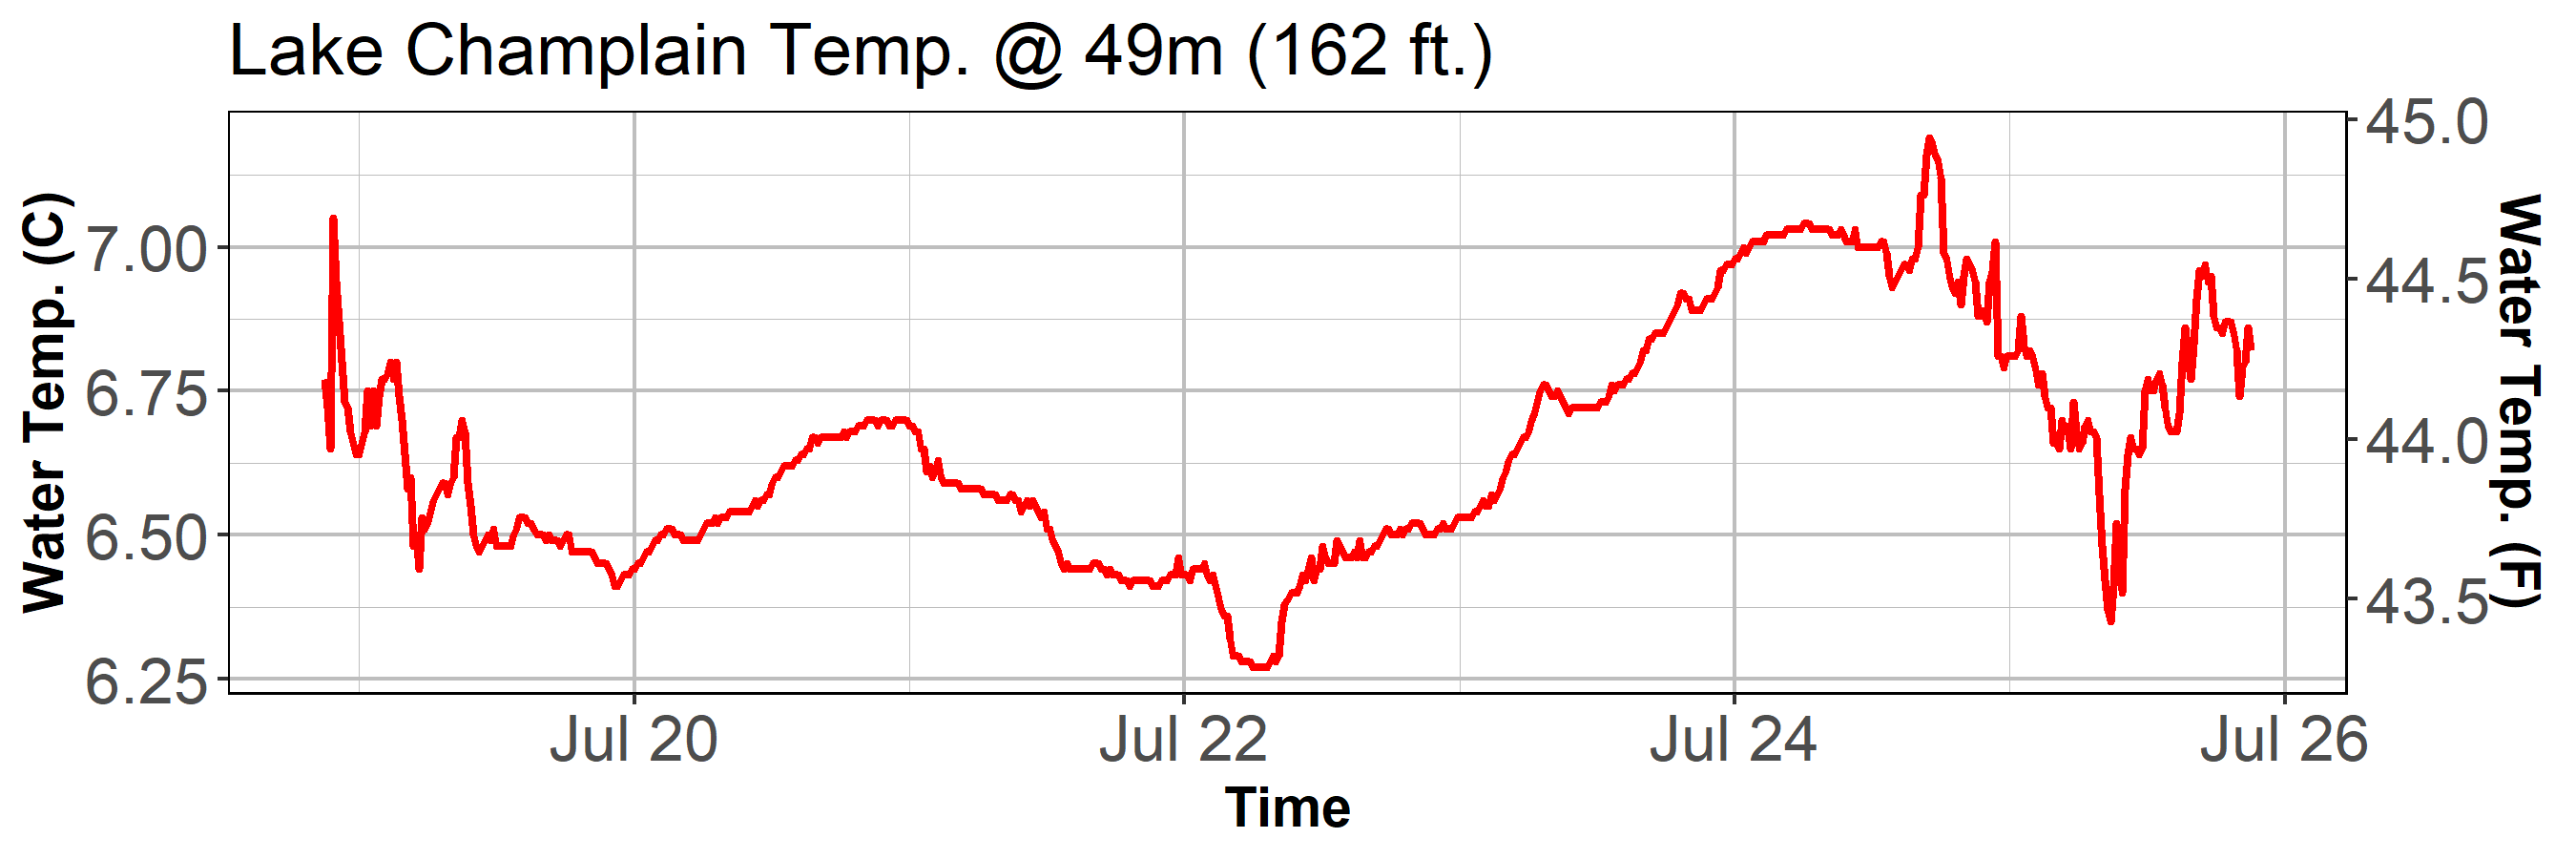 Lake Champlain Temp. @ 49m (162 ft.)
Water Temp. (C)
7.00
6.75
6.50
6.25
45.0
44.5
44.0
43.5
Water Temp. (F)
Jul 20
Jul 22
Jul 24
Jul 26
Time